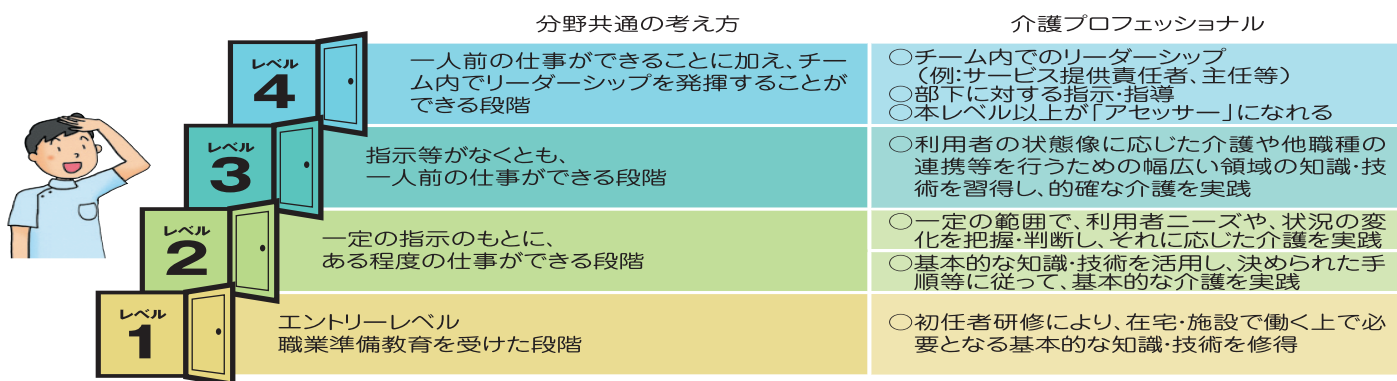 分野共通の考え方
介護プロフェッショナル
レベル
4
一人前の仕事ができることに加え、チー
ム内でリーダーシップを発揮することが
できる段階
○チーム内でのリーダーシップ
（例:サービス提供責任者、主任等）
○部下に対する指示･指導
○本レベル以上が｢アセッサー｣になれる
レベル
3
指示等がなくとも、
一人前の仕事ができる段階
○利用者の状態像に応じた介護や他職種の
連携等を行うための幅広い領域の知識･技
術を習得し、的確な介護を実践
レベル
2
一定の指示のもとに、
ある程度の仕事ができる段階
○一定の範囲で、利用者ニーズや、状況の変
化を把握･判断し、それに応じた介護を実践
○基本的な知識･技術を活用し、決められた手
順等に従って、基本的な介護を実践
レベル
1
エントリーレベル
職業準備教育を受けた段階
○初任者研修により、在宅･施設で働く上で必
要となる基本的な知識･技術を修得